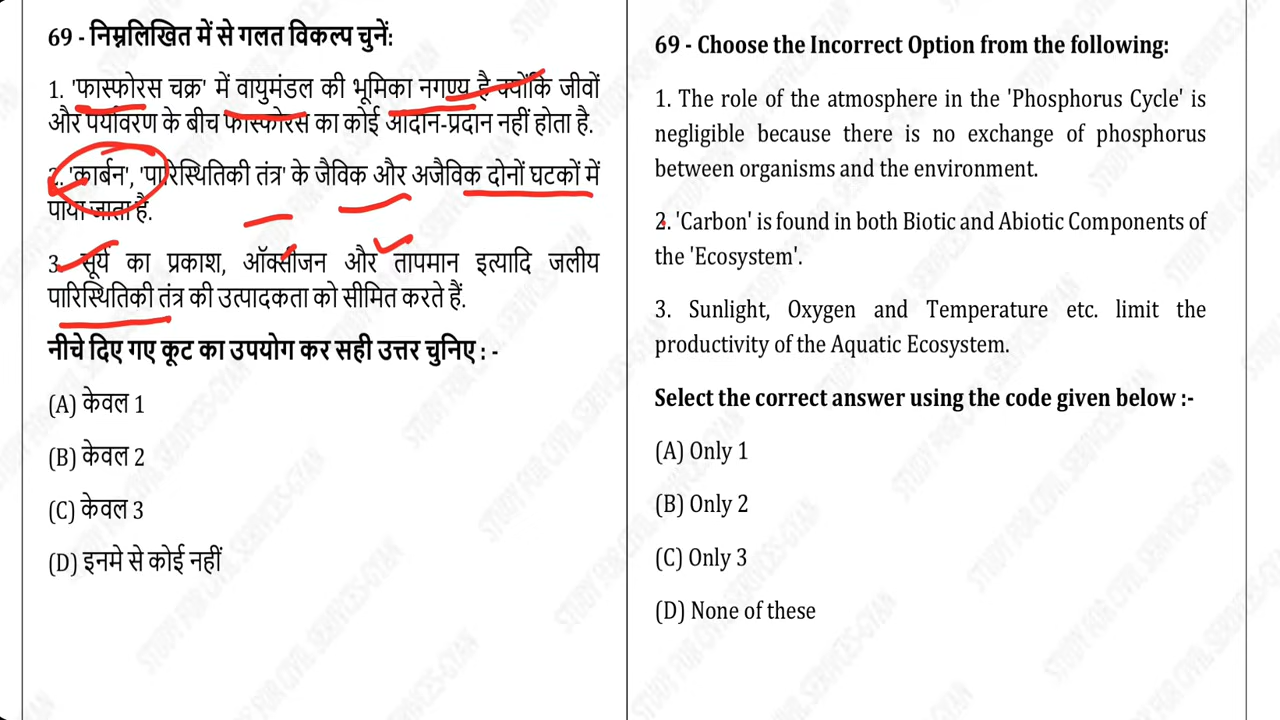 69 - निम्नलिखित में से गलत विकल्प चुनें:
1. 'फास्फोरस चक्र' में वायुमंडल की भूमिका नगण्य है क्योंकि जीवों
और पर्यावरण के बीच फास्फोरस का कोई आदान-प्रदान नहीं होता है.
2. 'कार्बन', 'पारिस्थितिकी तंत्र' के जैविक और अजैविक दोनों घटकों में
पाया जाता है.
3. सूर्य का प्रकाश, ऑक्सीजन और तापमान इत्यादि जलीय
पारिस्थितिकी तंत्र की उत्पादकता को सीमित करते हैं.
नीचे दिए गए कूट का उपयोग कर सही उत्तर चुनिए : -
(A) केवल 1
(B) केवल 2
(C) केवल 3
(D) इनमे से कोई नहीं
69 - Choose the Incorrect Option from the following:
1. The role of the atmosphere in the 'Phosphorus Cycle' is
negligible because there is no exchange of phosphorus
between organisms and the environment.
2. 'Carbon' is found in both Biotic and Abiotic Components of
the 'Ecosystem'.
3. Sunlight, Oxygen and Temperature etc. limit the
productivity of the Aquatic Ecosystem.
Select the correct answer using the code given below :-
(A) Only 1
(B) Only 2
(C) Only 3
(D) None of these
STUDY FOR CIVIL SERVICES-GYAN